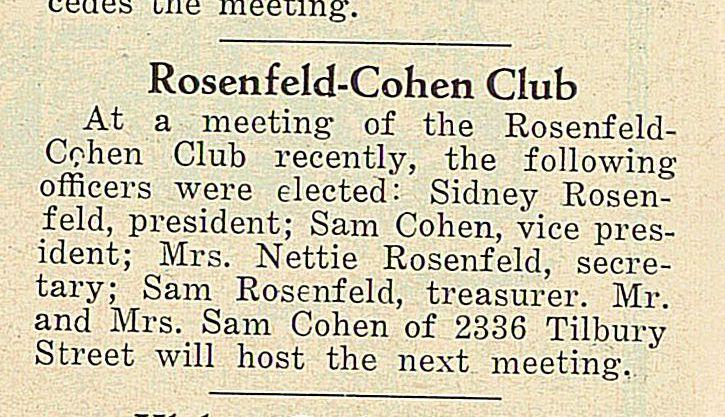 cedes the meeting.
Rosenfeld-Cohen Club
At a meeting of the Rosenfeld-
Cohen Club recently, the following
officers were elected: Sidney Rosen-
feld, president; Sam Cohen, vice pres-
ident; Mrs. Nettie Rosenfeld, secre-
tary; Sam Rosenfeld, treasurer. Mr.
and Mrs. Sam Cohen of 2336 Tilbury
Street will host the next meeting.